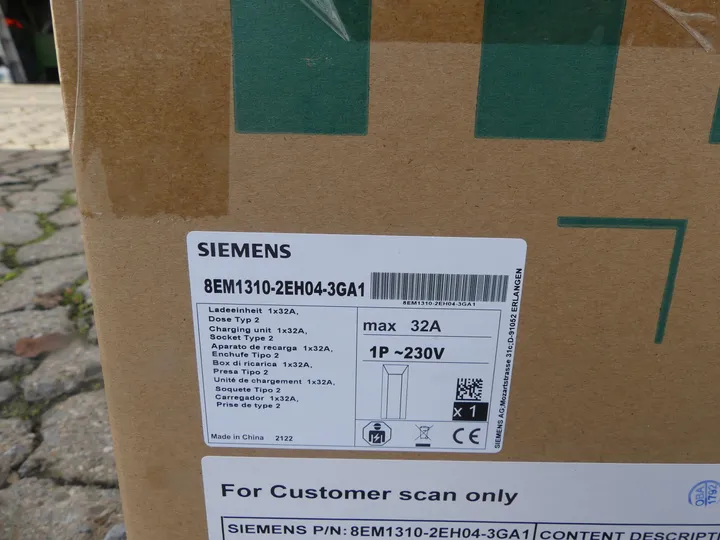 SIEMENS
8EM1310-2EH04-3GA1
8EM1310-2EH04-3GA1
Ladeeinheit 1x32A,
Dose Typ 2
Charging unit 1x32A,
Socket Type 2
Aparato de recarga 1x32A,
Enchufe Tipo 2
Box di ricarica 1x32A,
Presa Tipo 2
Unité de chargement 1x32A,
Soquete Tipo 2
Carregador 1x32A,
Prise de type 2
Made in China 2122
max 32A
1P ~230V
x 1
CE
SIEMENS AG;Mozartstrasse 31c;D-91052 ERLANGEN
For Customer scan only
QBA
1792
SIEMENS P/N: 8EM1310-2EH04-3GA1
CONTENT DESCRIPT